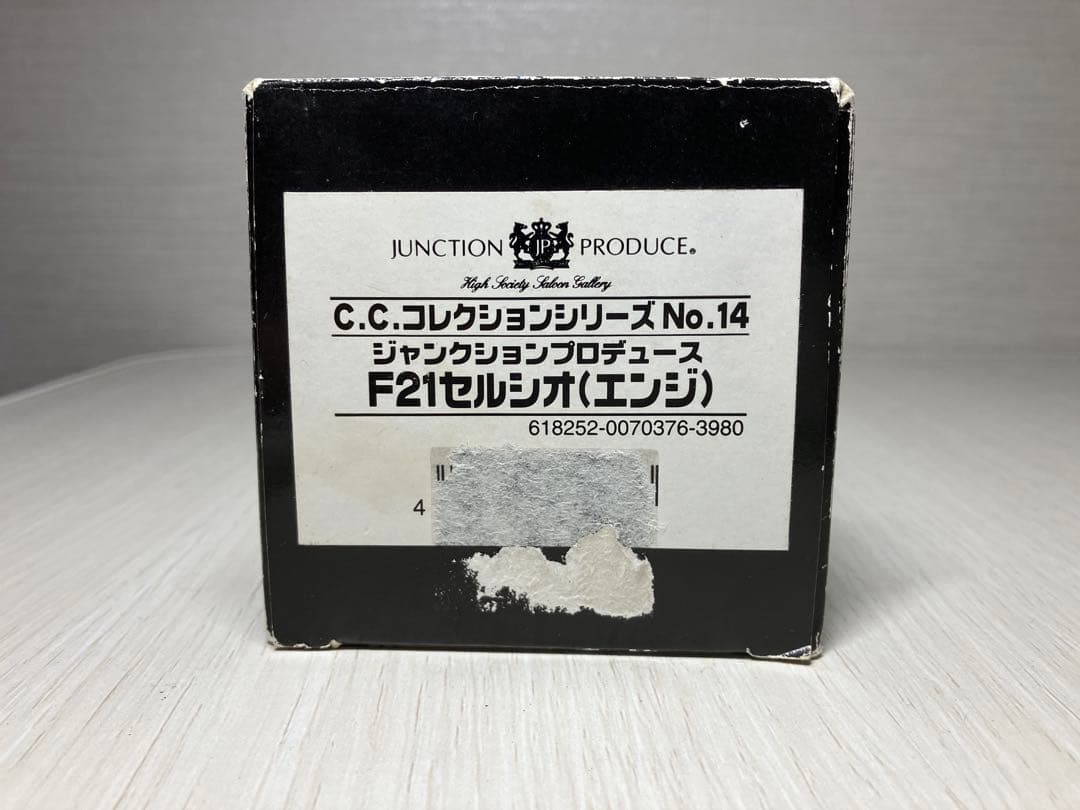 JUNCTION JP PRODUCE®
High Society Saloon Gallery
C.C.コレクションシリーズ No.14
ジャンクションプロデュース
F21セルシオ(エンジ)
618252-0070376-3980
4